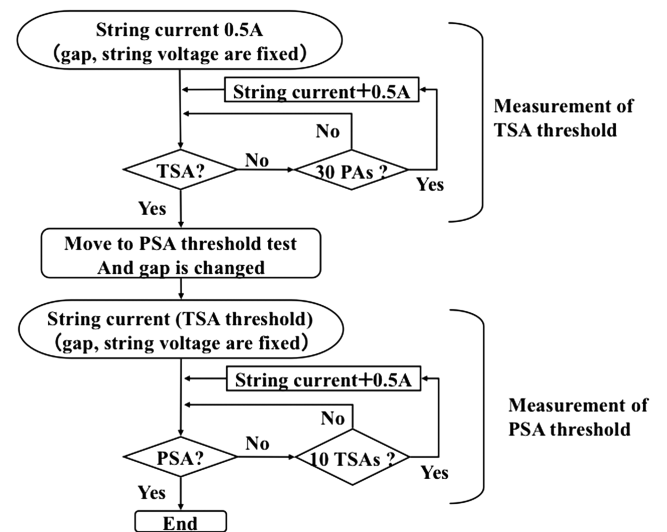 String current 0.5A
(gap, string voltage are fixed)
String current+0.5A
No
TSA?
No
30 PAs ?
Yes
Yes
Measurement of
TSA threshold
Move to PSA threshold test
And gap is changed
String current (TSA threshold)
(gap, string voltage are fixed)
String current+0.5A
No
PSA?
No
10 TSAs ?
Yes
Yes
Measurement of
PSA threshold
End